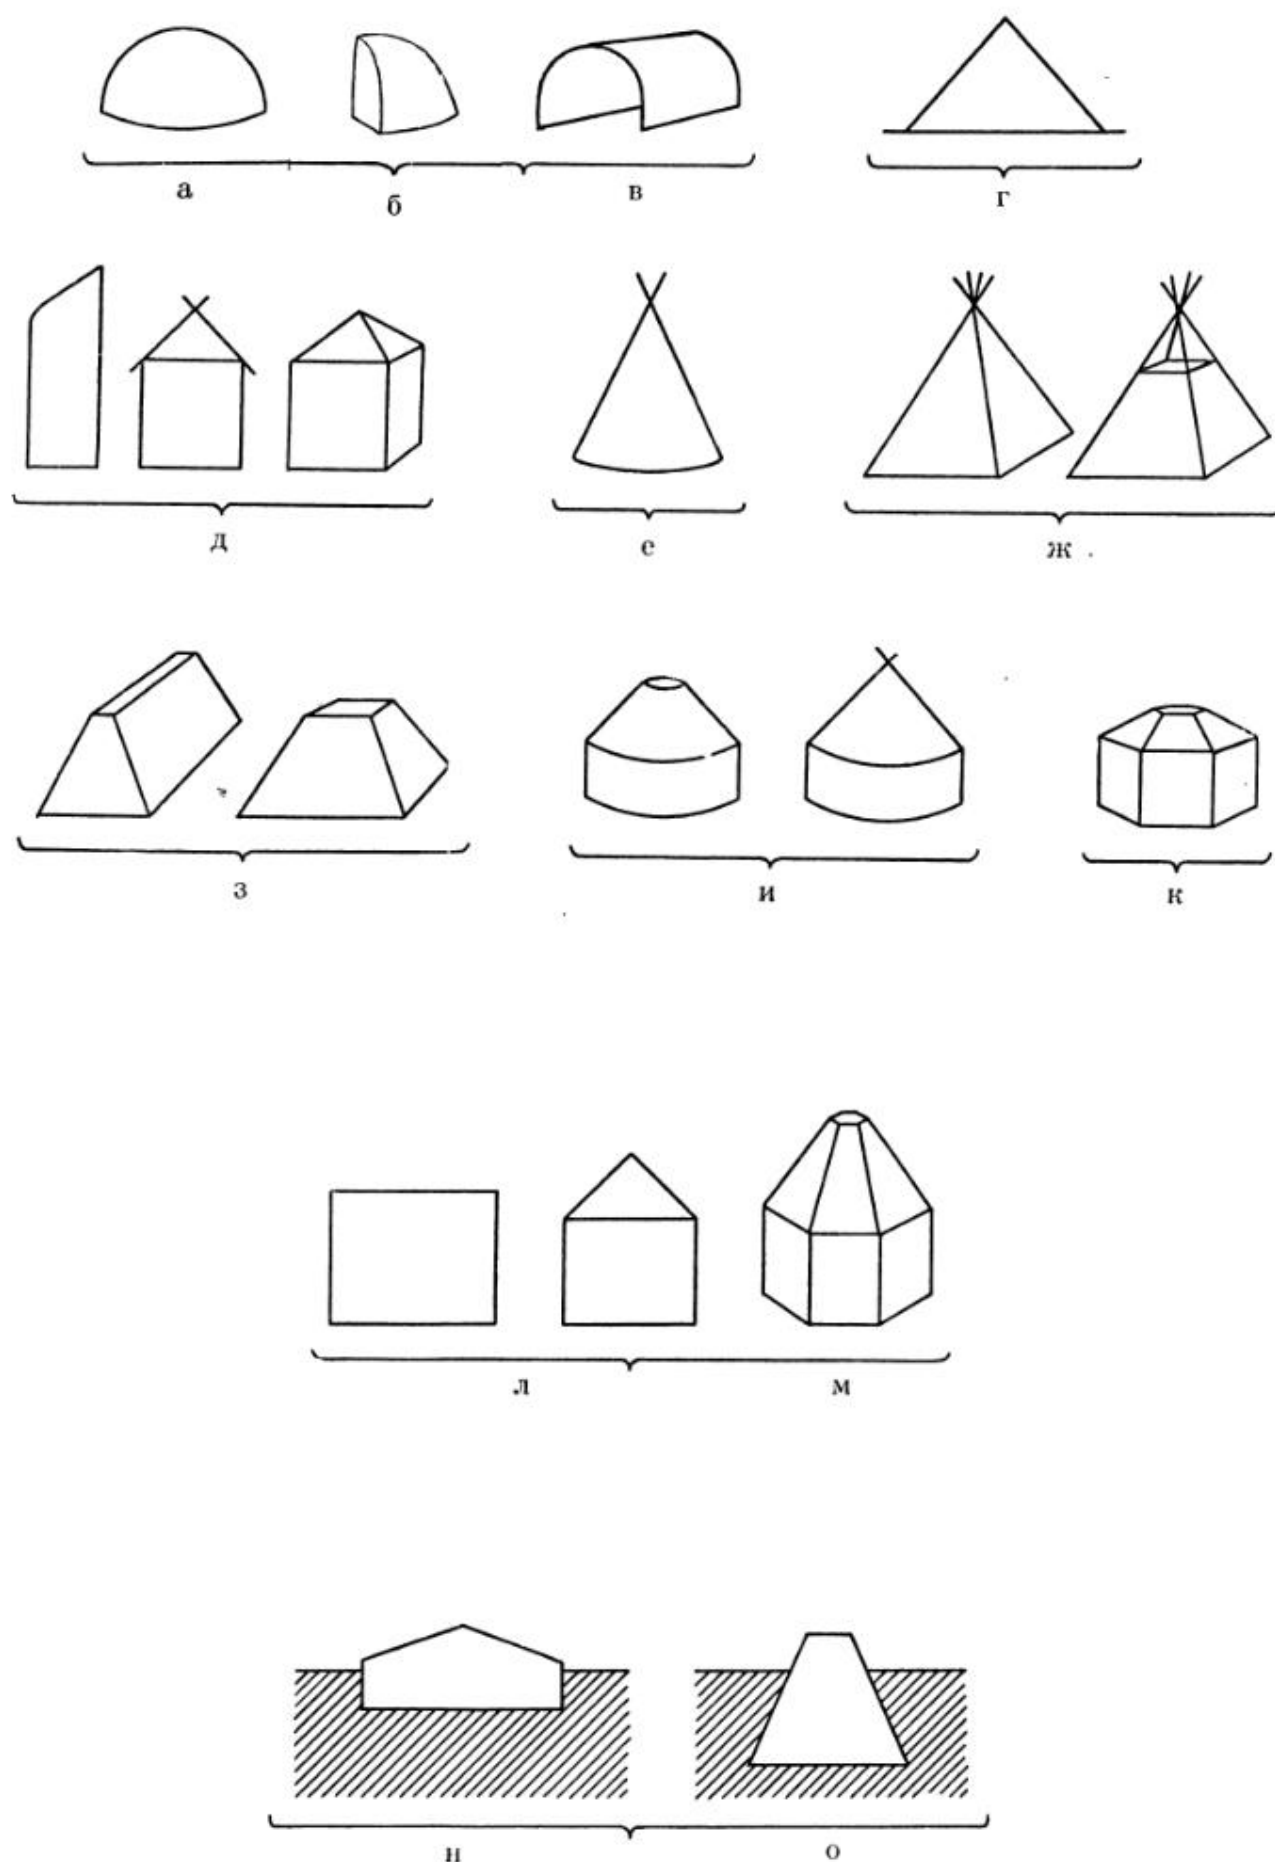 а б в г
д е ж
з и к
л м
н о